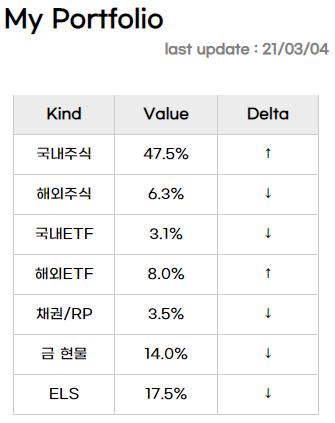 My Portfolio
last update : 21/03/04
Kind Value Delta
국내주식 47.5% ↑
해외주식 6.3% ↓
국내ETF 3.1% ↓
해외ETF 8.0% ↑
채권/RP 3.5% ↓
금 현물 14.0% ↓
ELS 17.5% ↓